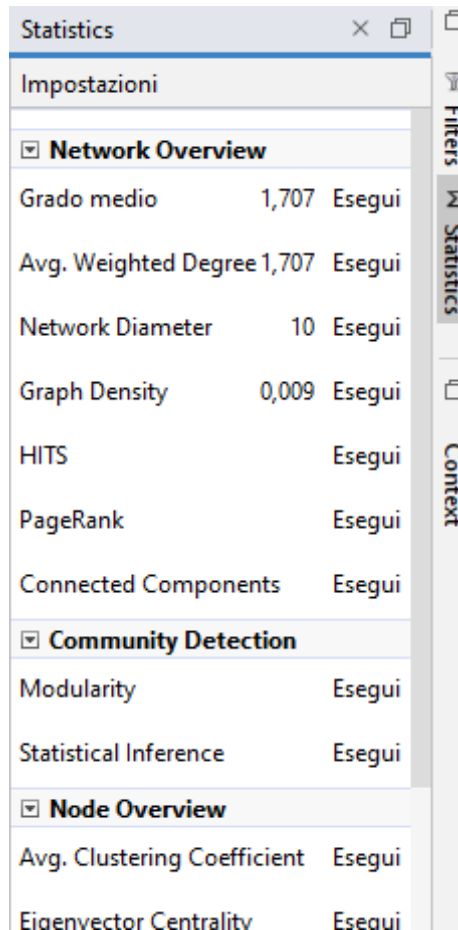 Statistics
Impostazioni
Network Overview
Grado medio 1,707 Esegui
Avg. Weighted Degree 1,707 Esegui
Network Diameter 10 Esegui
Graph Density 0,009 Esegui
HITS Esegui
PageRank Esegui
Connected Components Esegui
Community Detection
Modularity Esegui
Statistical Inference Esegui
Node Overview
Avg. Clustering Coefficient Esegui
Eigenvector Centrality Esegui
Filters
Σ Statistics
Context